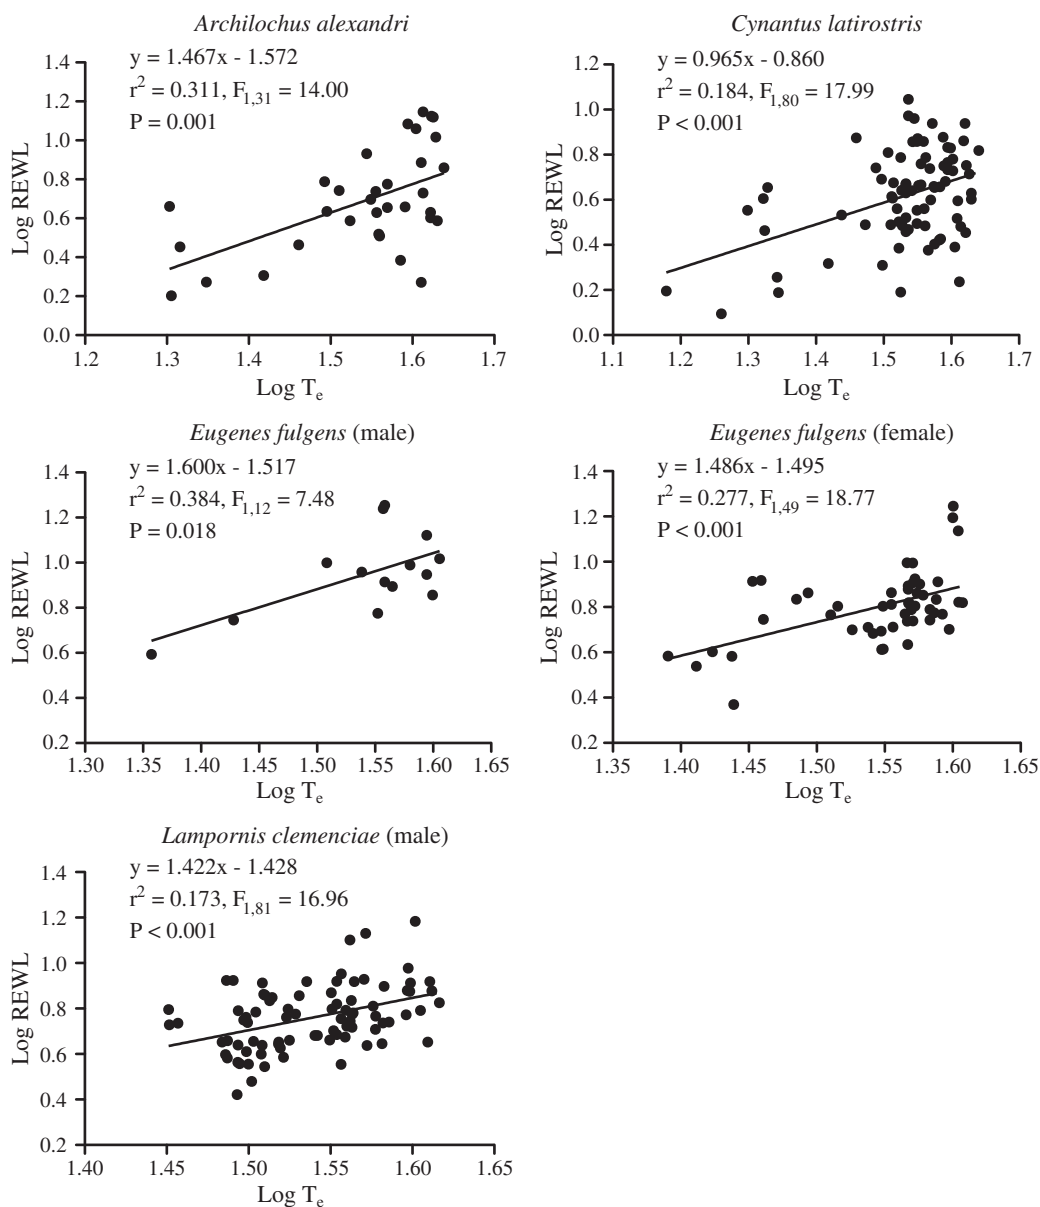 Archilochus alexandri
y = 1.467x - 1.572
r2 = 0.311, F1,31 = 14.00
P = 0.001
Log REWL
1.4
1.2
1.0
0.8
0.6
0.4
0.2
0.0
1.2 1.3 1.4 1.5 1.6 1.7
Log Te
Cynantus latirostris
y = 0.965x - 0.860
r2 = 0.184, F1,80 = 17.99
P < 0.001
Log REWL
1.2
1.0
0.8
0.6
0.4
0.2
0.0
1.1 1.2 1.3 1.4 1.5 1.6 1.7
Log Te
Eugenes fulgens (male)
y = 1.600x - 1.517
r2 = 0.384, F1,12 = 7.48
P = 0.018
Log REWL
1.4
1.2
1.0
0.8
0.6
0.4
0.2
1.30 1.35 1.40 1.45 1.50 1.55 1.60 1.65
Log Te
Eugenes fulgens (female)
y = 1.486x - 1.495
r2 = 0.277, F1,49 = 18.77
P < 0.001
Log REWL
1.4
1.2
1.0
0.8
0.6
0.4
0.2
1.35 1.40 1.45 1.50 1.55 1.60 1.65
Log Te
Lampornis clemenciae (male)
y = 1.422x - 1.428
r2 = 0.173, F1,81 = 16.96
P < 0.001
Log REWL
1.4
1.2
1.0
0.8
0.6
0.4
0.2
1.40 1.45 1.50 1.55 1.60 1.65
Log Te